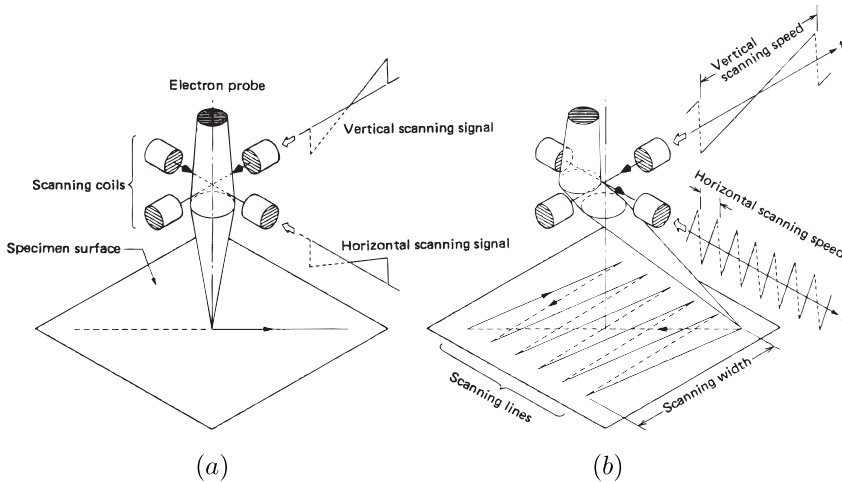 Electron probe
Vertical scanning signal
Scanning coils
Specimen surface
Horizontal scanning signal
(a)
Vertical
scanning speed
t
Horizontal scanning speed
Scanning lines
Scanning width
(b)